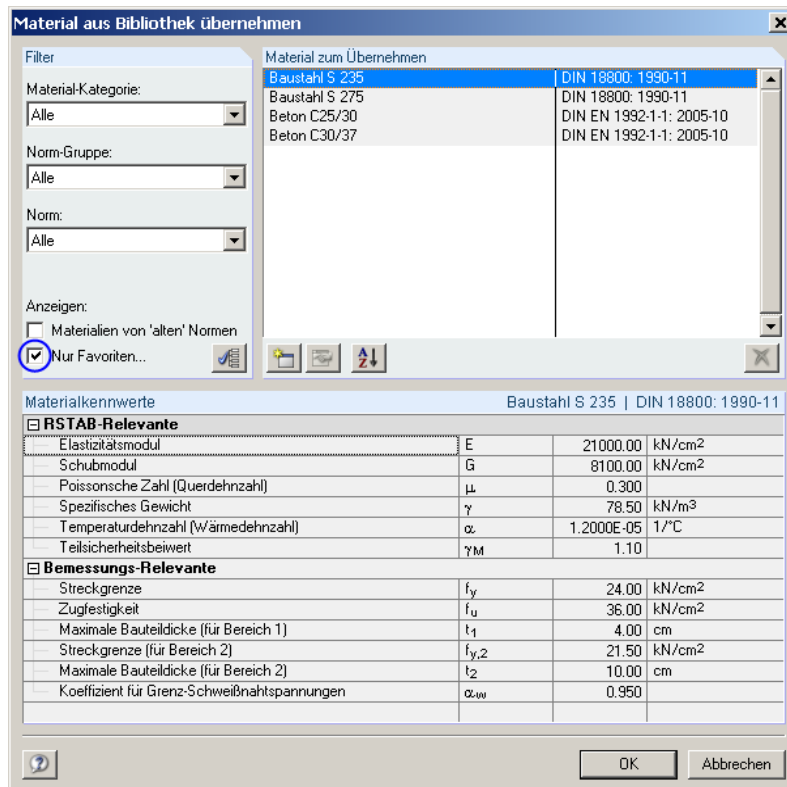 Material aus Bibliothek übernehmen
Filter
Material-Kategorie:
Alle
Norm-Gruppe:
Alle
Norm:
Alle
Anzeigen:
Materialien von 'alten' Normen
Nur Favoriten...
Material zum Übernehmen
Baustahl S 235 DIN 18800: 1990-11
Baustahl S 275 DIN 18800: 1990-11
Beton C25/30 DIN EN 1992-1-1: 2005-10
Beton C30/37 DIN EN 1992-1-1: 2005-10
Materialkennwerte Baustahl S 235 | DIN 18800: 1990-11
RSTAB-Relevante
Elastizitätsmodul E 21000.00 kN/cm2
Schubmodul G 8100.00 kN/cm2
Poissonsche Zahl (Querdehnzahl) μ 0.300
Spezifisches Gewicht γ 78.50 kN/m3
Temperaturdehnzahl (Wärmedehnzahl) α 1.2000E-05 1/°C
Teilsicherheitsbeiwert γM 1.10
Bemessungs-Relevante
Streckgrenze fy 24.00 kN/cm2
Zugfestigkeit fu 36.00 kN/cm2
Maximale Bauteildicke (für Bereich 1) t1 4.00 cm
Streckgrenze (für Bereich 2) fy,2 21.50 kN/cm2
Maximale Bauteildicke (für Bereich 2) t2 10.00 cm
Koeffizient für Grenz-Schweißnahtspannungen αw 0.950
OK
Abbrechen